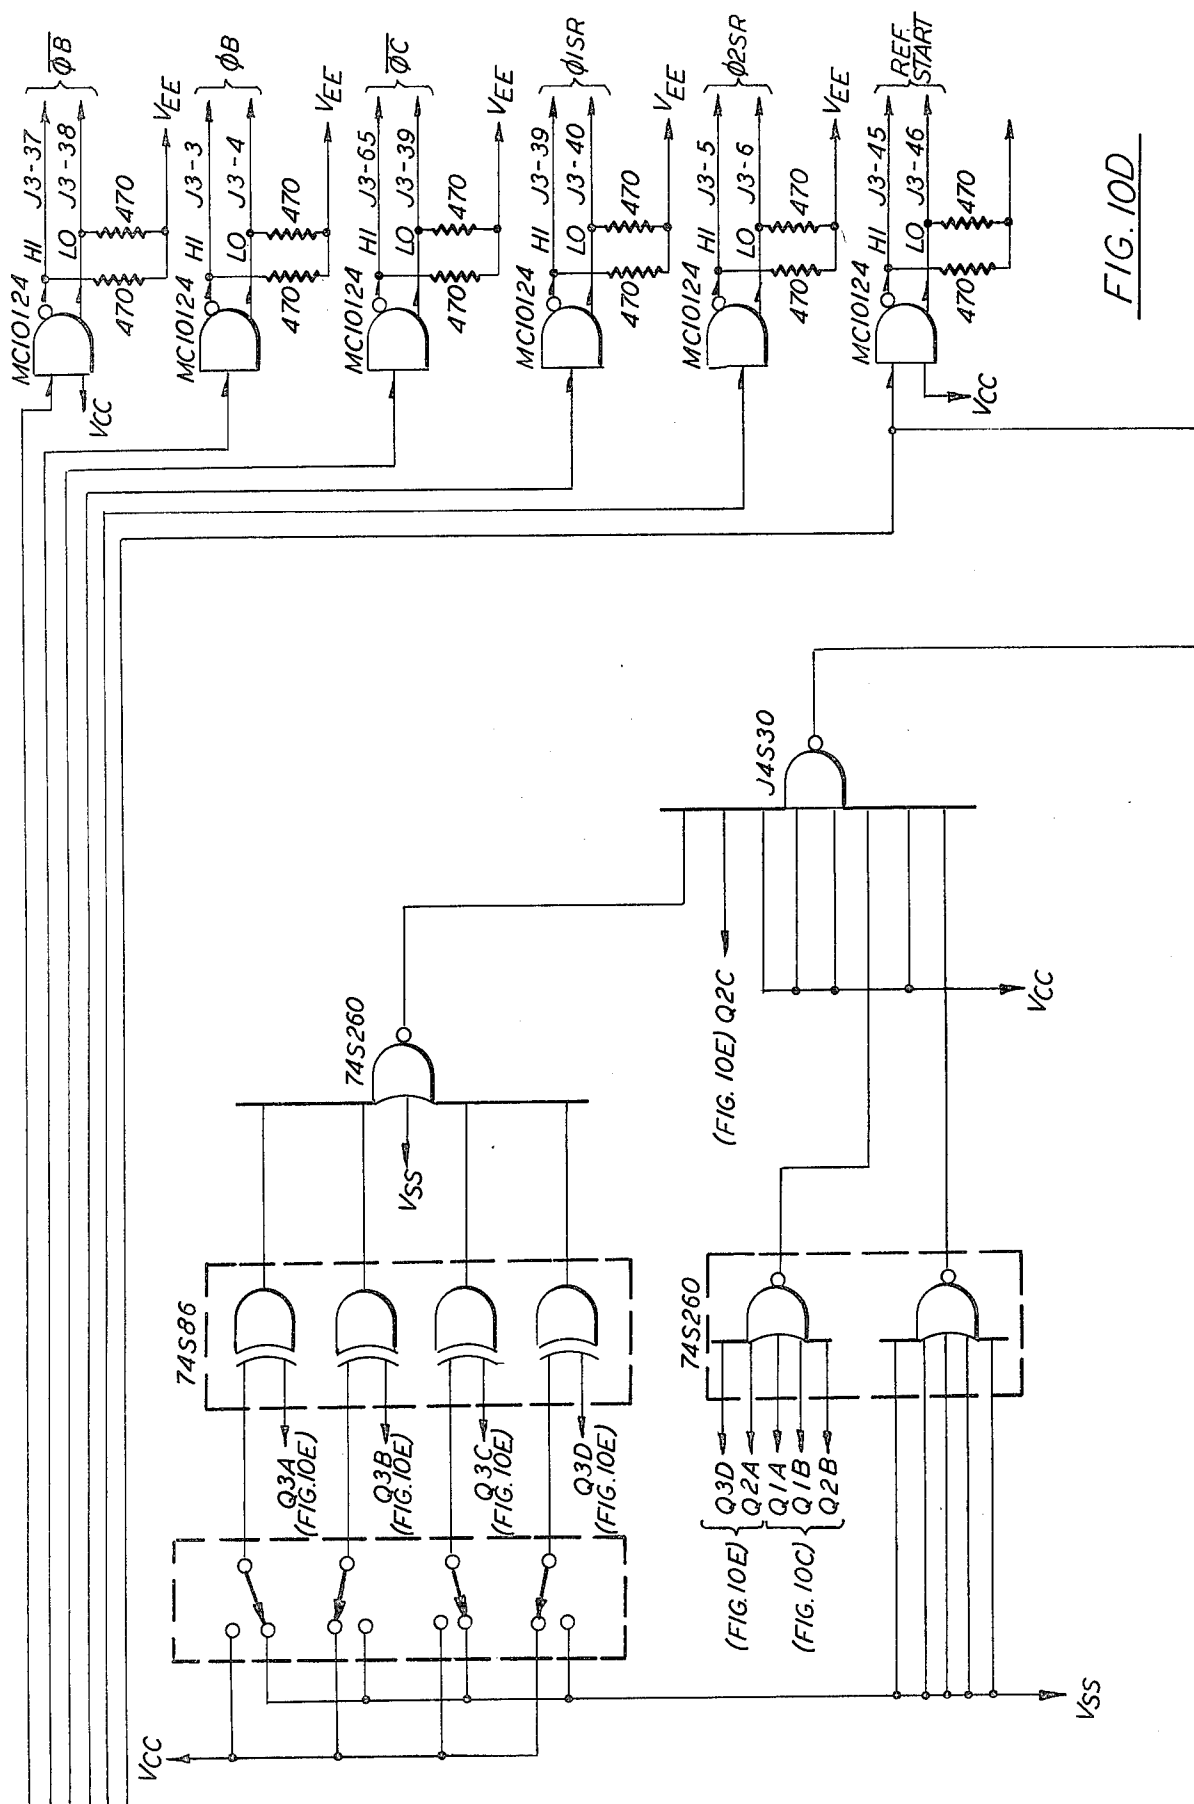 MC10124
HI J3-37
LO J3-38
φB
470
470
VEE
VCC
MC10124
HI J3-3
LO J3-4
φB
470
470
VEE
MC10124
HI J3-65
LO J3-39
φC
470
470
VEE
MC10124
HI J3-39
LO J3-40
φ1SR
470
470
VEE
MC10124
HI J3-5
LO J3-6
φ2SR
470
470
VEE
MC10124
HI J3-45
LO J3-46
REF.
START
470
470
VCC
FIG. 10D
J4S30
74S260
VSS
(FIG. 10E) Q2C
VCC
74S86
Q3A
(FIG.10E)
Q3B
(FIG.10E)
Q3C
(FIG.10E)
Q3D
(FIG.10E)
74S260
(FIG.10E)
Q3D
Q2A
(FIG.10C)
Q1A
Q1B
Q2B
VCC
VSS